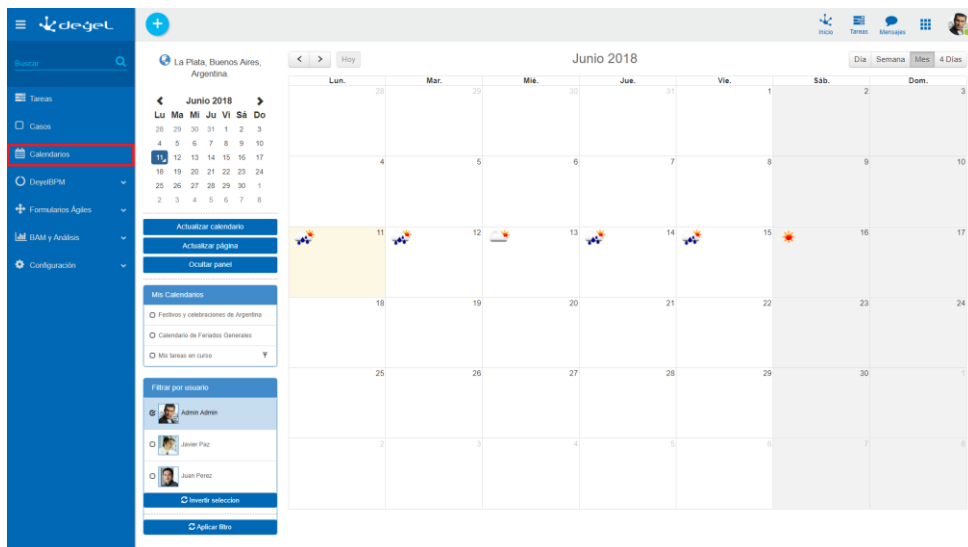 deyel
Inicio
Tareas
Mensajes
Buscar
Tareas
Casos
Calendarios
DeyelBPM
Formularios Ágiles
BAM y Análisis
Configuración
La Plata, Buenos Aires,
Argentina.
Junio 2018
Lu Ma Mi Ju Vi Sá Do
28 29 30 31 1 2 3
4 5 6 7 8 9 10
11 12 13 14 15 16 17
18 19 20 21 22 23 24
25 26 27 28 29 30 1
2 3 4 5 6 7 8
Actualizar calendario
Actualizar página
Ocultar panel
Mis Calendarios
Festivos y celebraciones de Argentina
Calendario de Feriados Generales
Mis tareas en curso
Filtrar por usuario
Admin Admin
Javier Paz
Juan Perez
Invertir seleccion
Aplicar filtro
Hoy
Junio 2018
Día Semana Mes 4 Días
Lun. Mar. Mié. Jue. Vie. Sáb. Dom.
28 29 30 31 1 2 3
4 5 6 7 8 9 10
11 12 13 14 15 16 17
18 19 20 21 22 23 24
25 26 27 28 29 30 1
2 3 4 5 6 7 8